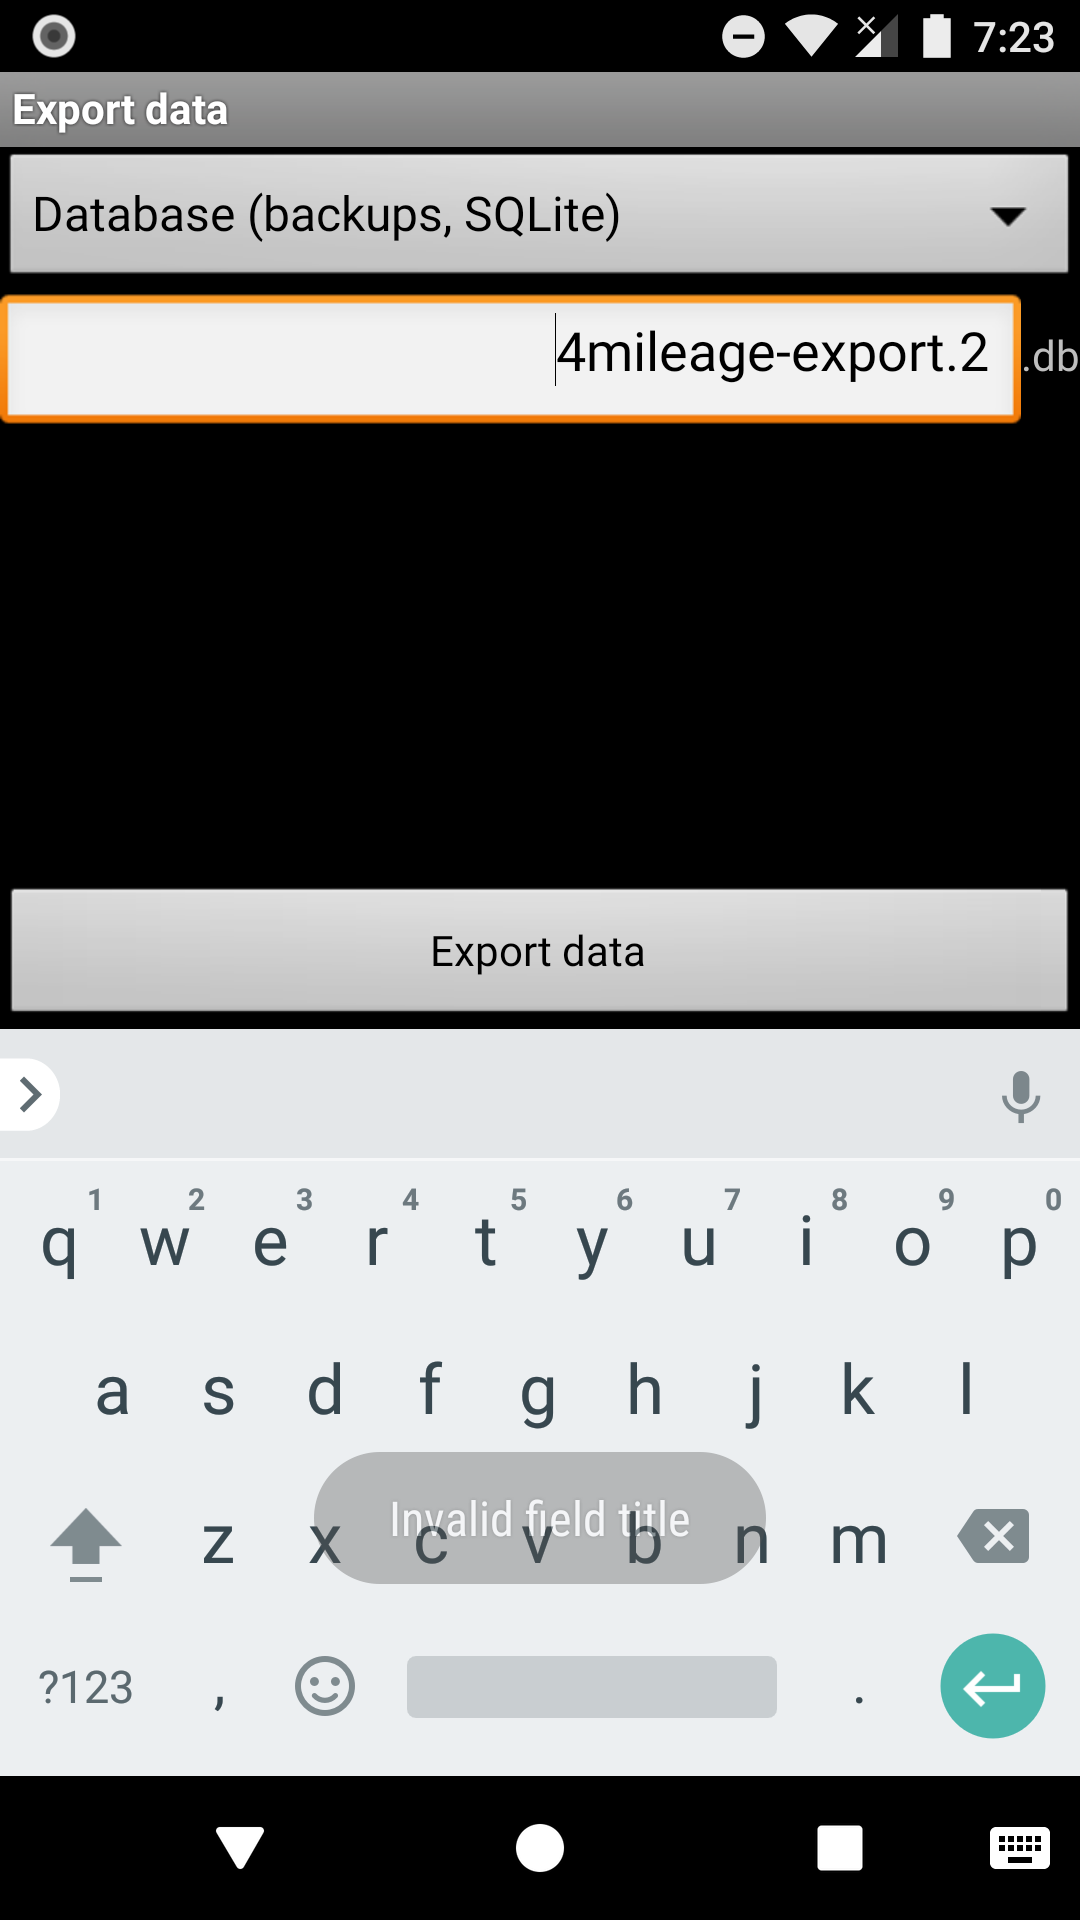 7:23
Export data
Database (backups, SQLite)
4mileage-export.2 .db
Export data
1 2 3 4 5 6 7 8 9 0
q w e r t y u i o p
a s d f g h j k l
Invalid field title
z x c v b n m
?123 , .